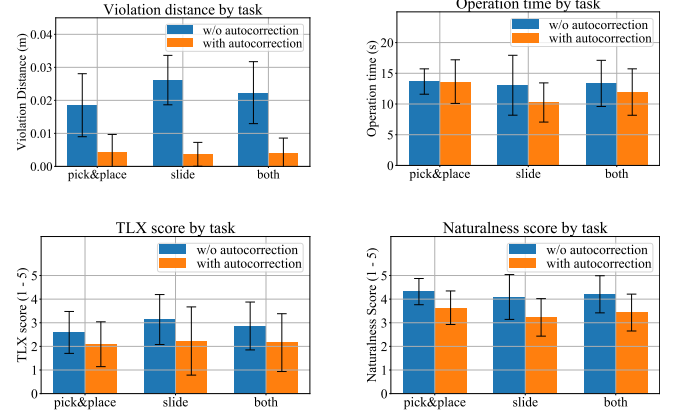 Violation distance by task
w/o autocorrection
with autocorrection
Violation Distance (m)
0.04
0.03
0.02
0.01
0.00
pick&place
slide
both
Operation time by task
w/o autocorrection
with autocorrection
Operation time (s)
20
15
10
5
0
pick&place
slide
both
TLX score by task
w/o autocorrection
with autocorrection
TLX score (1 - 5)
5
4
3
2
1
0
pick&place
slide
both
Naturalness score by task
w/o autocorrection
with autocorrection
Naturalness Score (1 - 5)
5
4
3
2
1
0
pick&place
slide
both